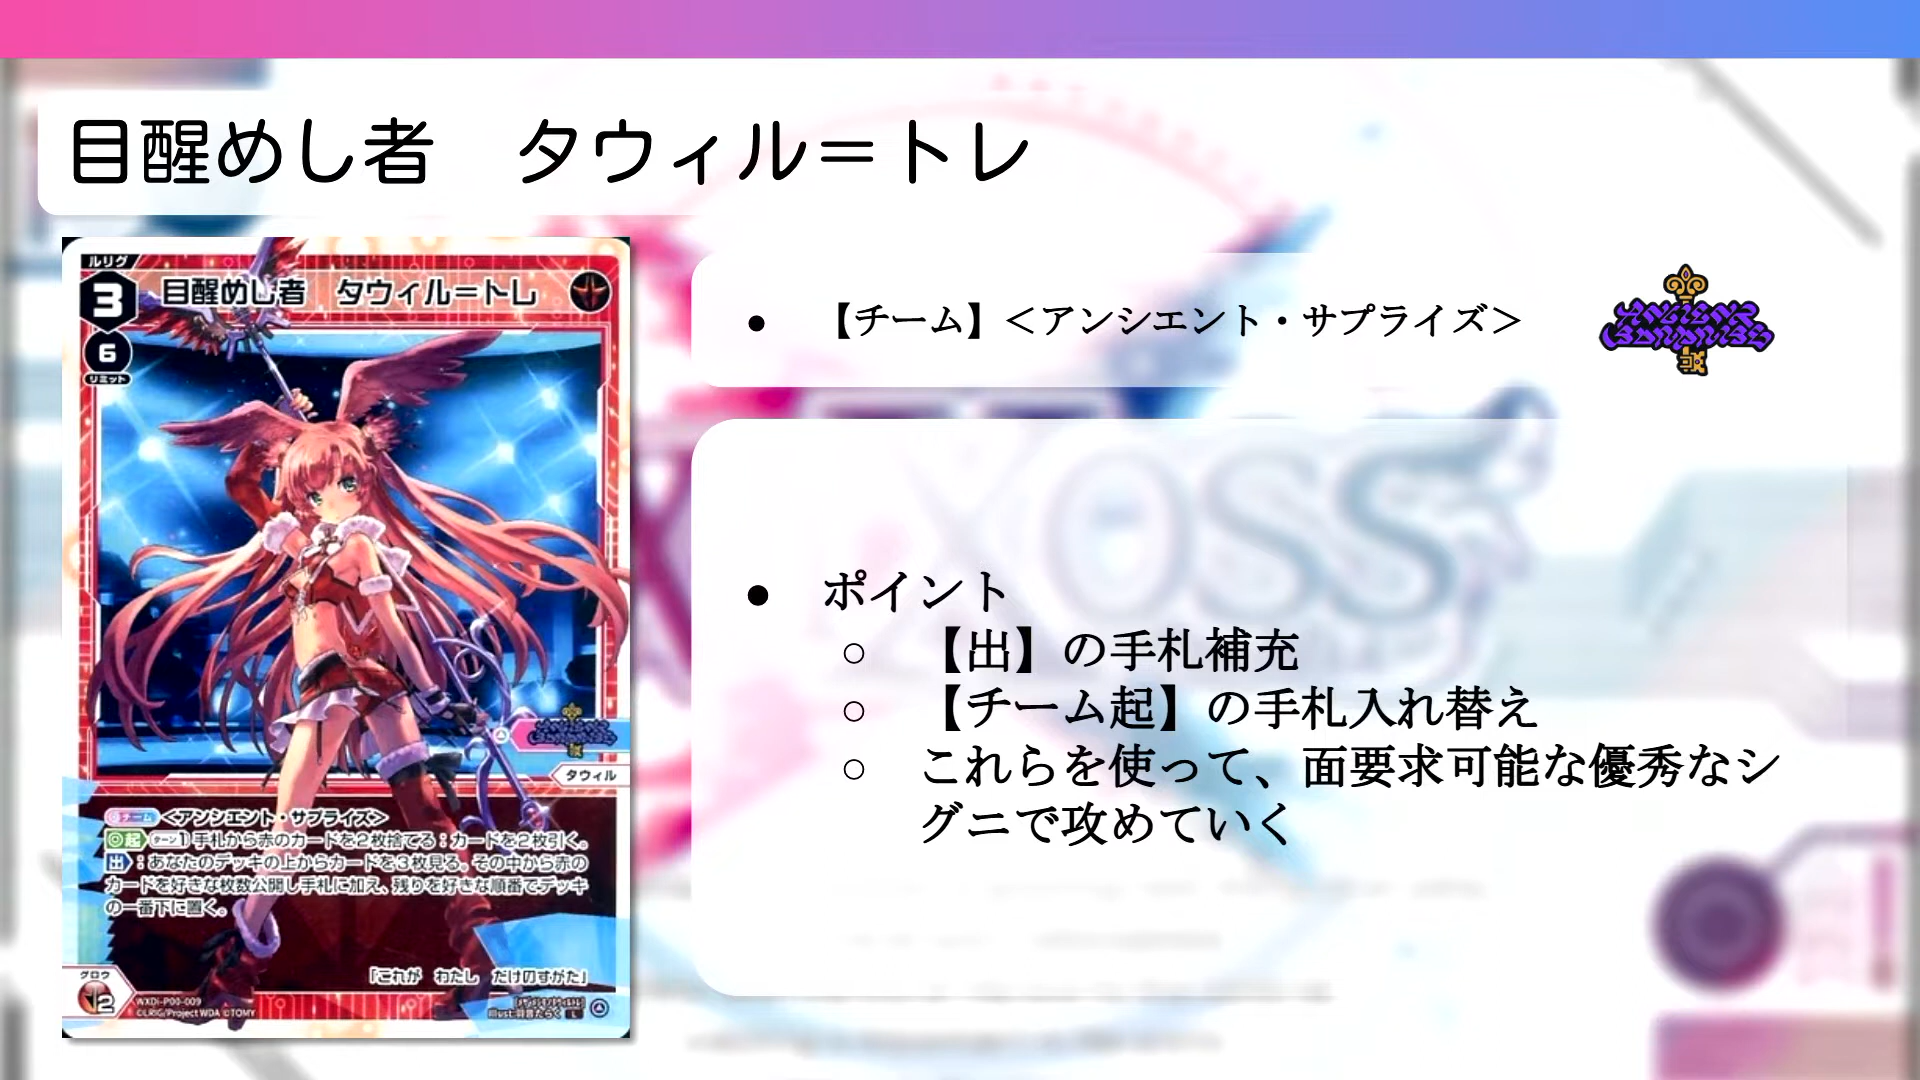 目醒めし者　タウィル＝トレ
ルリグ
3
目醒めし者　タウィル＝トレ
6
リミット
● 【チーム】＜アンシエント・サプライズ＞
ANCIENT SURPRISE
● ポイント
○ 【出】の手札補充
○ 【チーム起】の手札入れ替え
○ これらを使って、面要求可能な優秀なシ
グニで攻めていく
タウィル
チーム ＜アンシエント・サプライズ＞
起 ターン1 手札から赤のカードを2枚捨てる：カードを2枚引く。
出：あなたのデッキの上からカードを3枚見る。その中から赤の
カードを好きな枚数公開し手札に加え、残りを好きな順番でデッキ
の一番下に置く。
「これが　わたし　だけのすがた」
グロウ
2
WXDi-P00-009
©LRIG/Project WDA ©TOMY
OSS